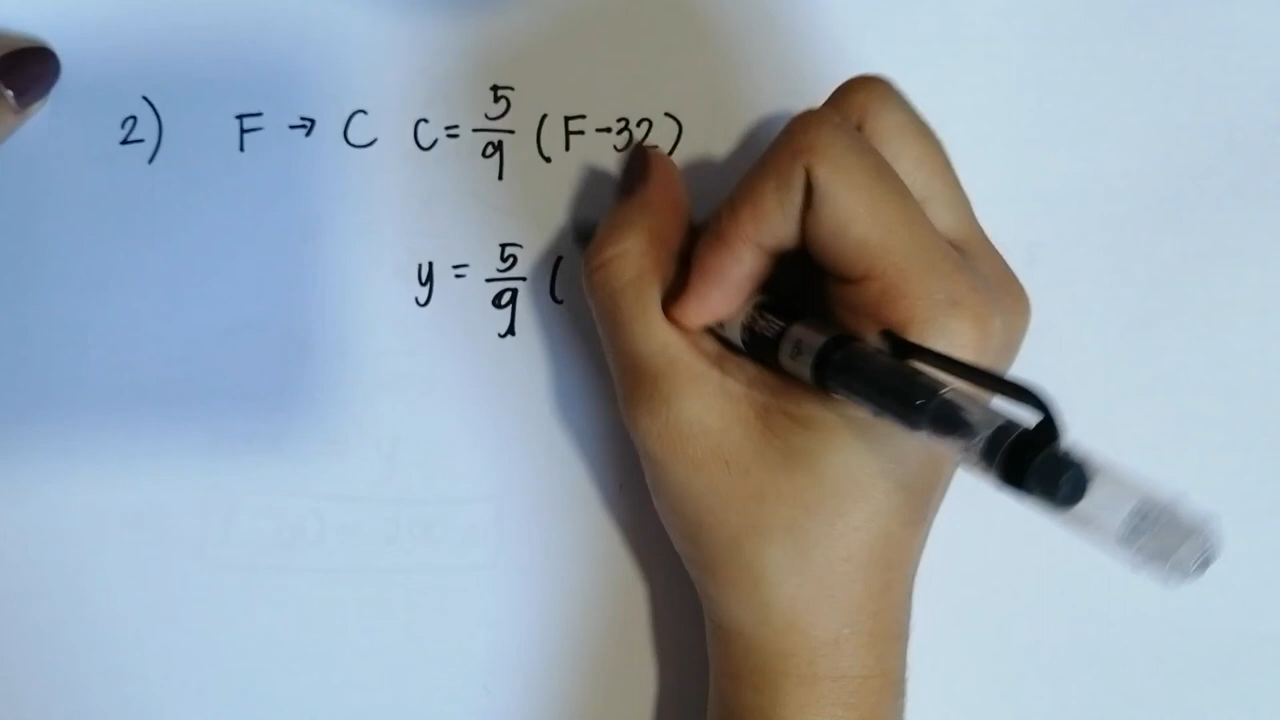 2) F → C C = 5/9 (F-32)
y = 5/9 (